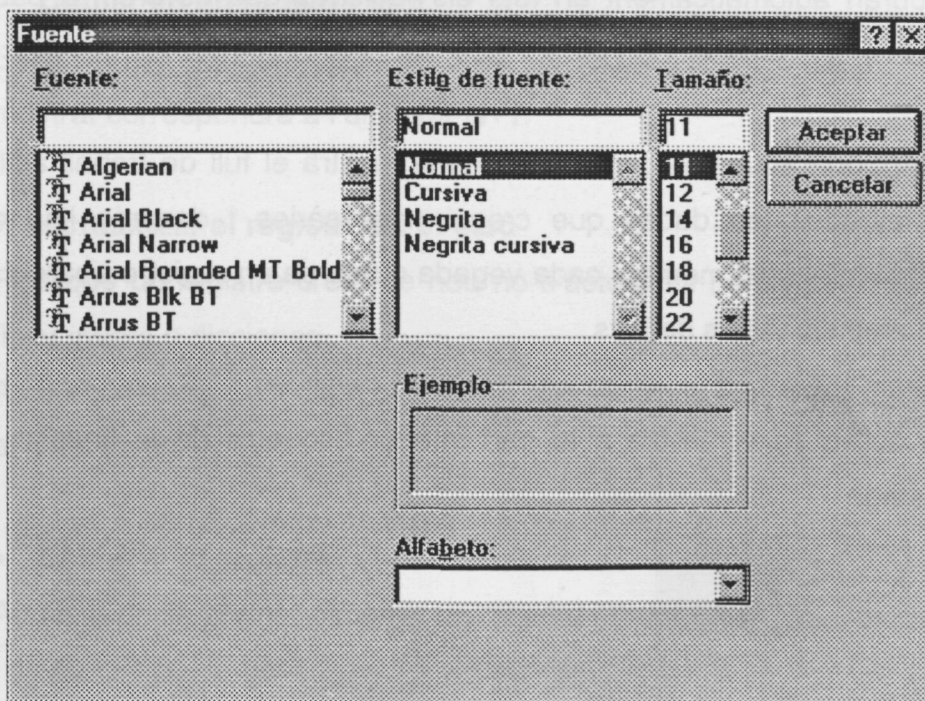 Fuente
Fuente:
Estilo de fuente:
Tamaño:
Normal
11
Aceptar
Cancelar
Algerian
Arial
Arial Black
Arial Narrow
Arial Rounded MT Bold
Arrus Blk BT
Arrus BT
Normal
Cursiva
Negrita
Negrita cursiva
11
12
14
16
18
20
22
Ejemplo
Alfabeto: